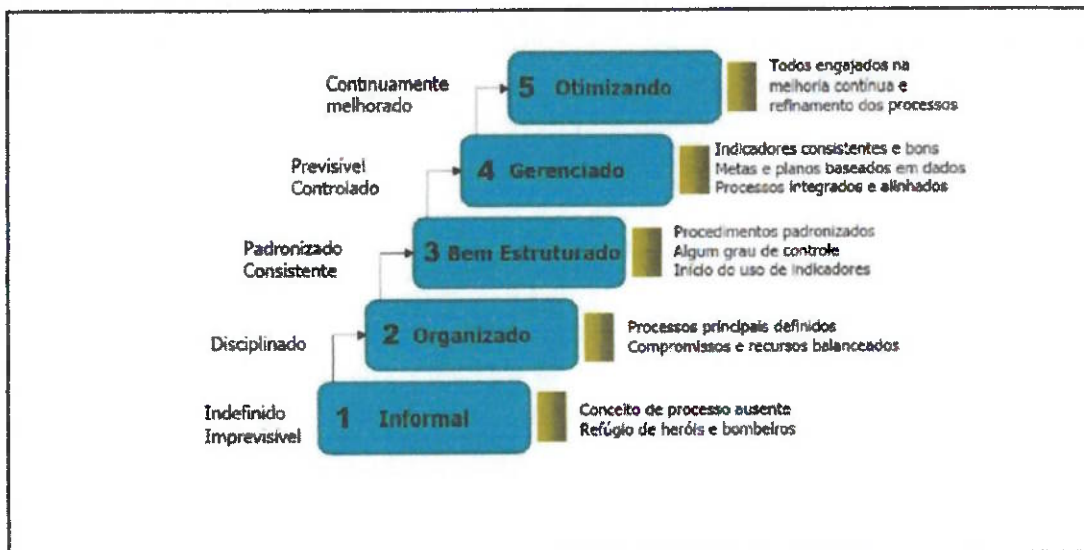 Continuamente
melhorado
5 Otimizando
Todos engajados na
melhoria contínua e
refinamento dos processos
Previsível
Controlado
4 Gerenciado
Indicadores consistentes e bons
Metas e planos baseados em dados
Processos integrados e alinhados
Padronizado
Consistente
3 Bem Estruturado
Procedimentos padronizados
Algum grau de controle
Início do uso de indicadores
Disciplinado
2 Organizado
Processos principais definidos
Compromissos e recursos balanceados
Indefinido
Imprevisível
1 Informal
Conceito de processo ausente
Refúgio de heróis e bombeiros